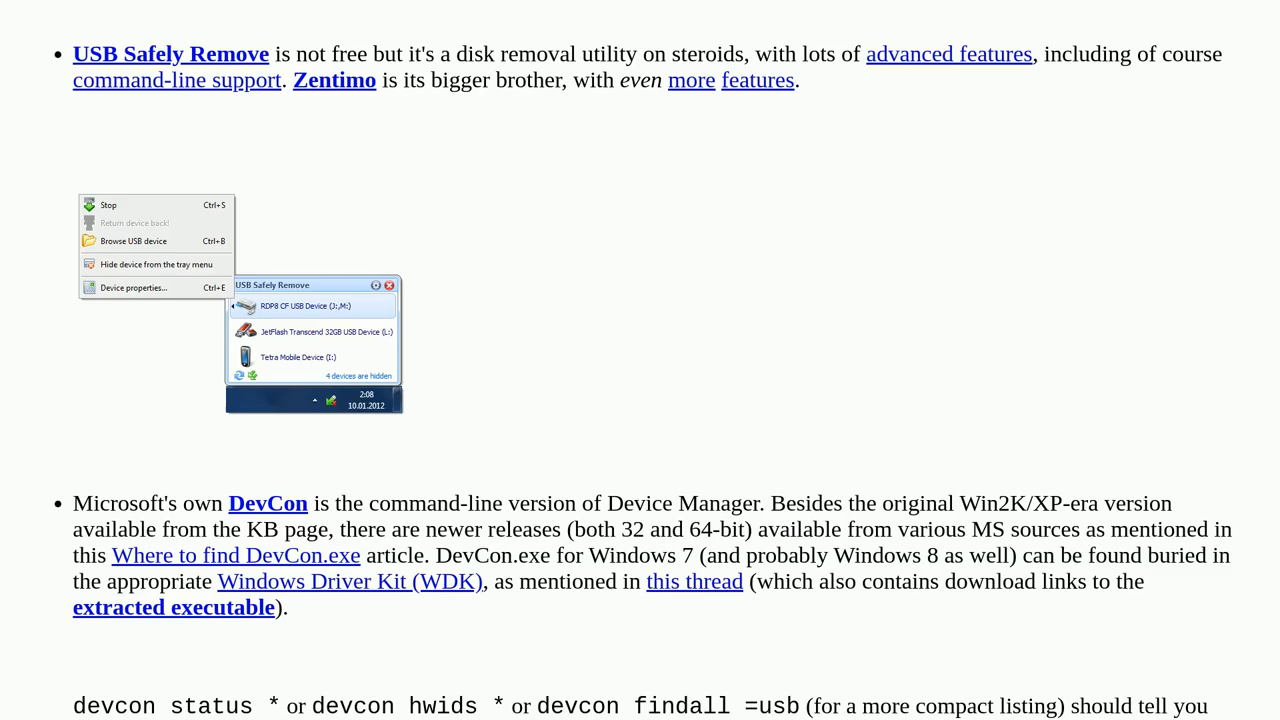 • USB Safely Remove is not free but it's a disk removal utility on steroids, with lots of advanced features, including of course
command-line support. Zentimo is its bigger brother, with even more features.
Stop Ctrl+S
Return device back!
Browse USB device Ctrl+B
Hide device from the tray menu
Device properties... Ctrl+E
USB Safely Remove
RDP8 CF USB Device (J:,M:)
JetFlash Transcend 32GB USB Device (L:)
Tetra Mobile Device (I:)
4 devices are hidden
2:08
10.01.2012
• Microsoft's own DevCon is the command-line version of Device Manager. Besides the original Win2K/XP-era version
available from the KB page, there are newer releases (both 32 and 64-bit) available from various MS sources as mentioned in
this Where to find DevCon.exe article. DevCon.exe for Windows 7 (and probably Windows 8 as well) can be found buried in
the appropriate Windows Driver Kit (WDK), as mentioned in this thread (which also contains download links to the
extracted executable).
devcon status * or devcon hwids * or devcon findall =usb (for a more compact listing) should tell you